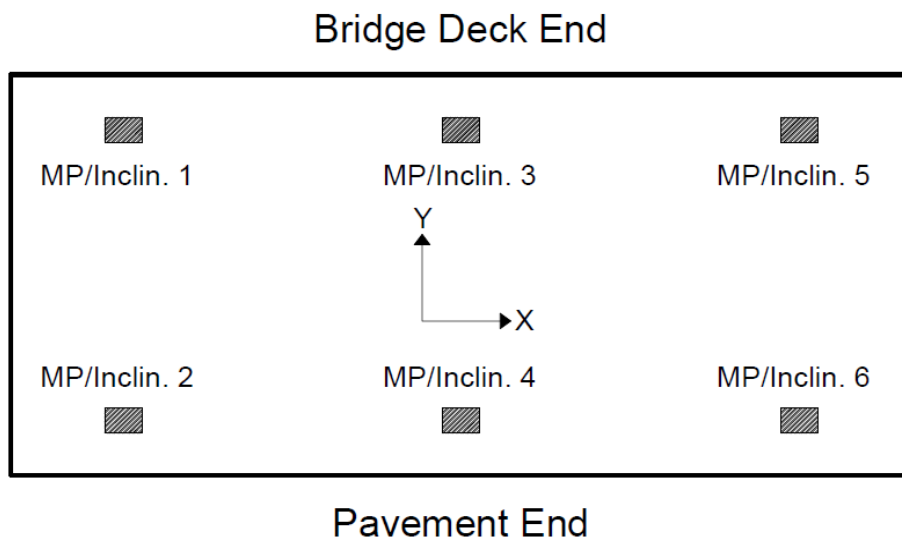 Bridge Deck End
MP/Inclin. 1
MP/Inclin. 3
MP/Inclin. 5
Y
X
MP/Inclin. 2
MP/Inclin. 4
MP/Inclin. 6
Pavement End